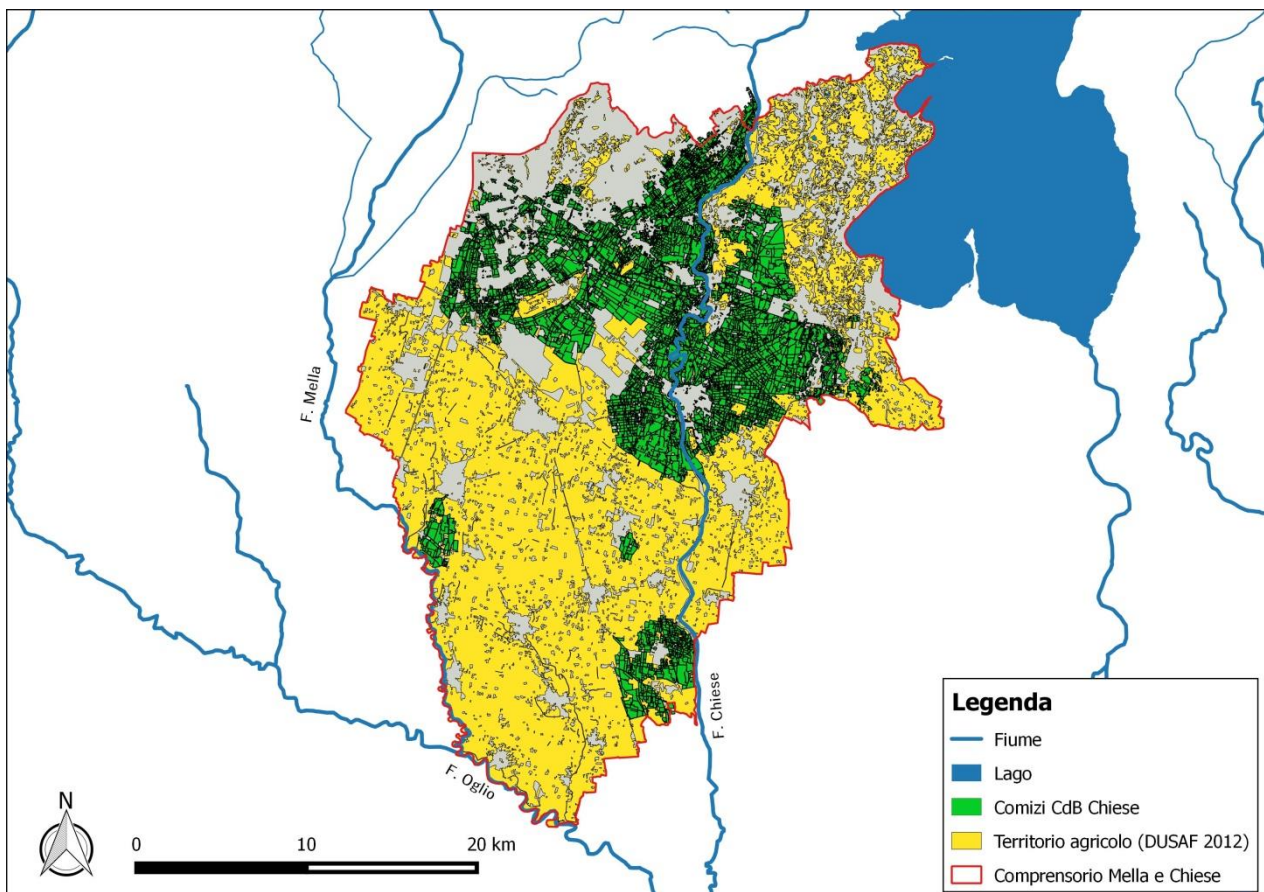 F. Mella
F. Chiese
F. Oglio
N
0 10 20 km
Legenda
Fiume
Lago
Comizi CdB Chiese
Territorio agricolo (DUSAF 2012)
Comprensorio Mella e Chiese